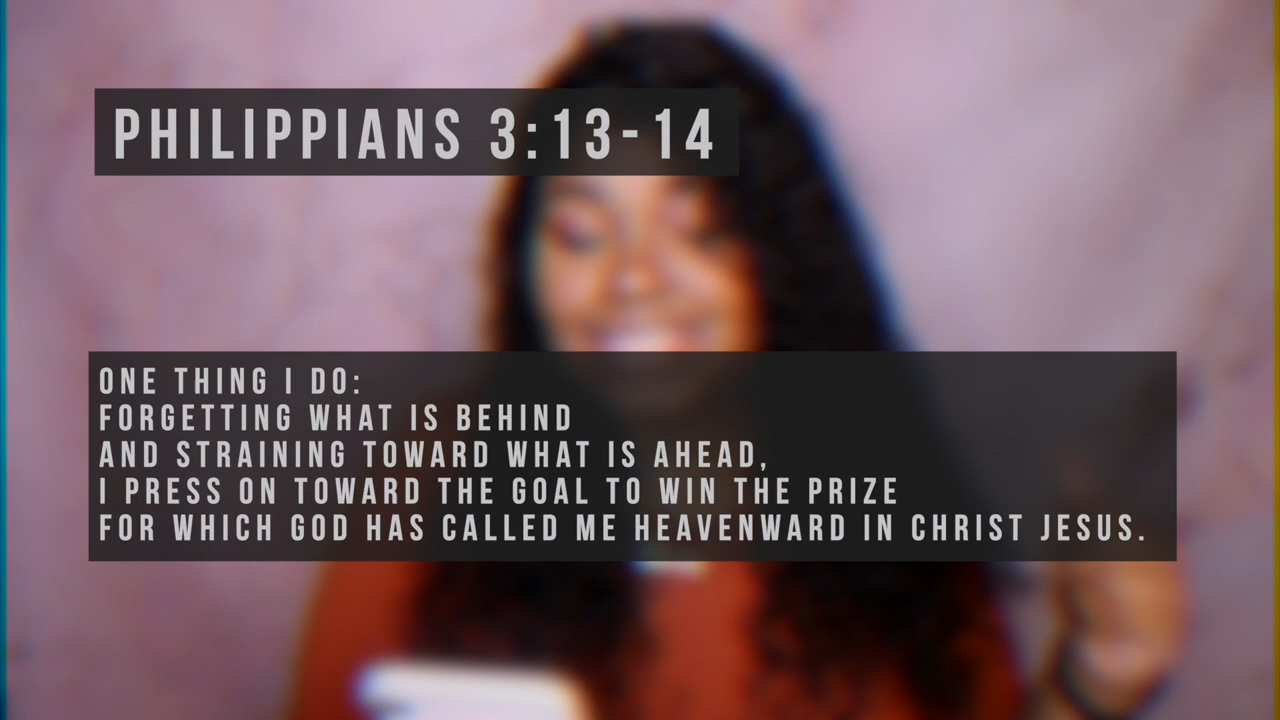 PHILIPPIANS 3:13-14
ONE THING I DO:
FORGETTING WHAT IS BEHIND
AND STRAINING TOWARD WHAT IS AHEAD,
I PRESS ON TOWARD THE GOAL TO WIN THE PRIZE
FOR WHICH GOD HAS CALLED ME HEAVENWARD IN CHRIST JESUS.